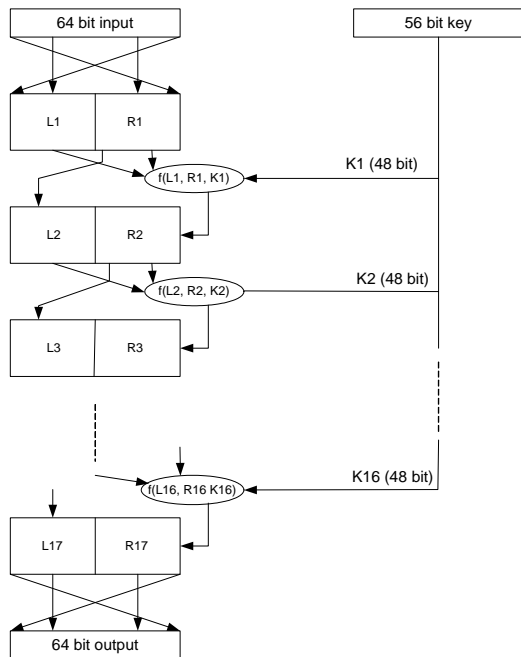 64 bit input
56 bit key
L1 R1
K1 (48 bit)
f(L1, R1, K1)
L2 R2
K2 (48 bit)
f(L2, R2, K2)
L3 R3
K16 (48 bit)
f(L16, R16 K16)
L17 R17
64 bit output